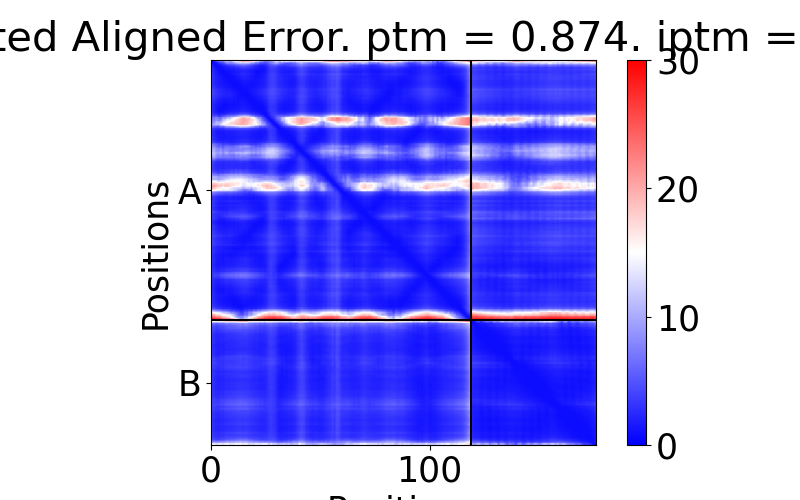 ted Aligned Error. ptm = 0.874. iptm =
30
20
10
0
Positions
A
B
0 100